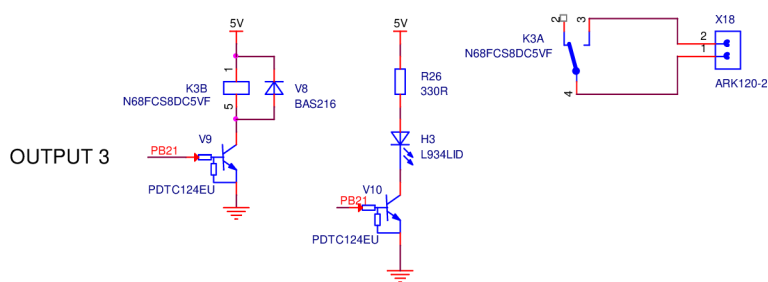 5V
1
K3B
N68FCS8DC5VF
5
V8
BAS216
V9
PB21
PDTC124EU
OUTPUT 3
5V
R26
330R
H3
L934LID
V10
PB21
PDTC124EU
2
3
K3A
N68FCS8DC5VF
4
X18
2
1
ARK120-2